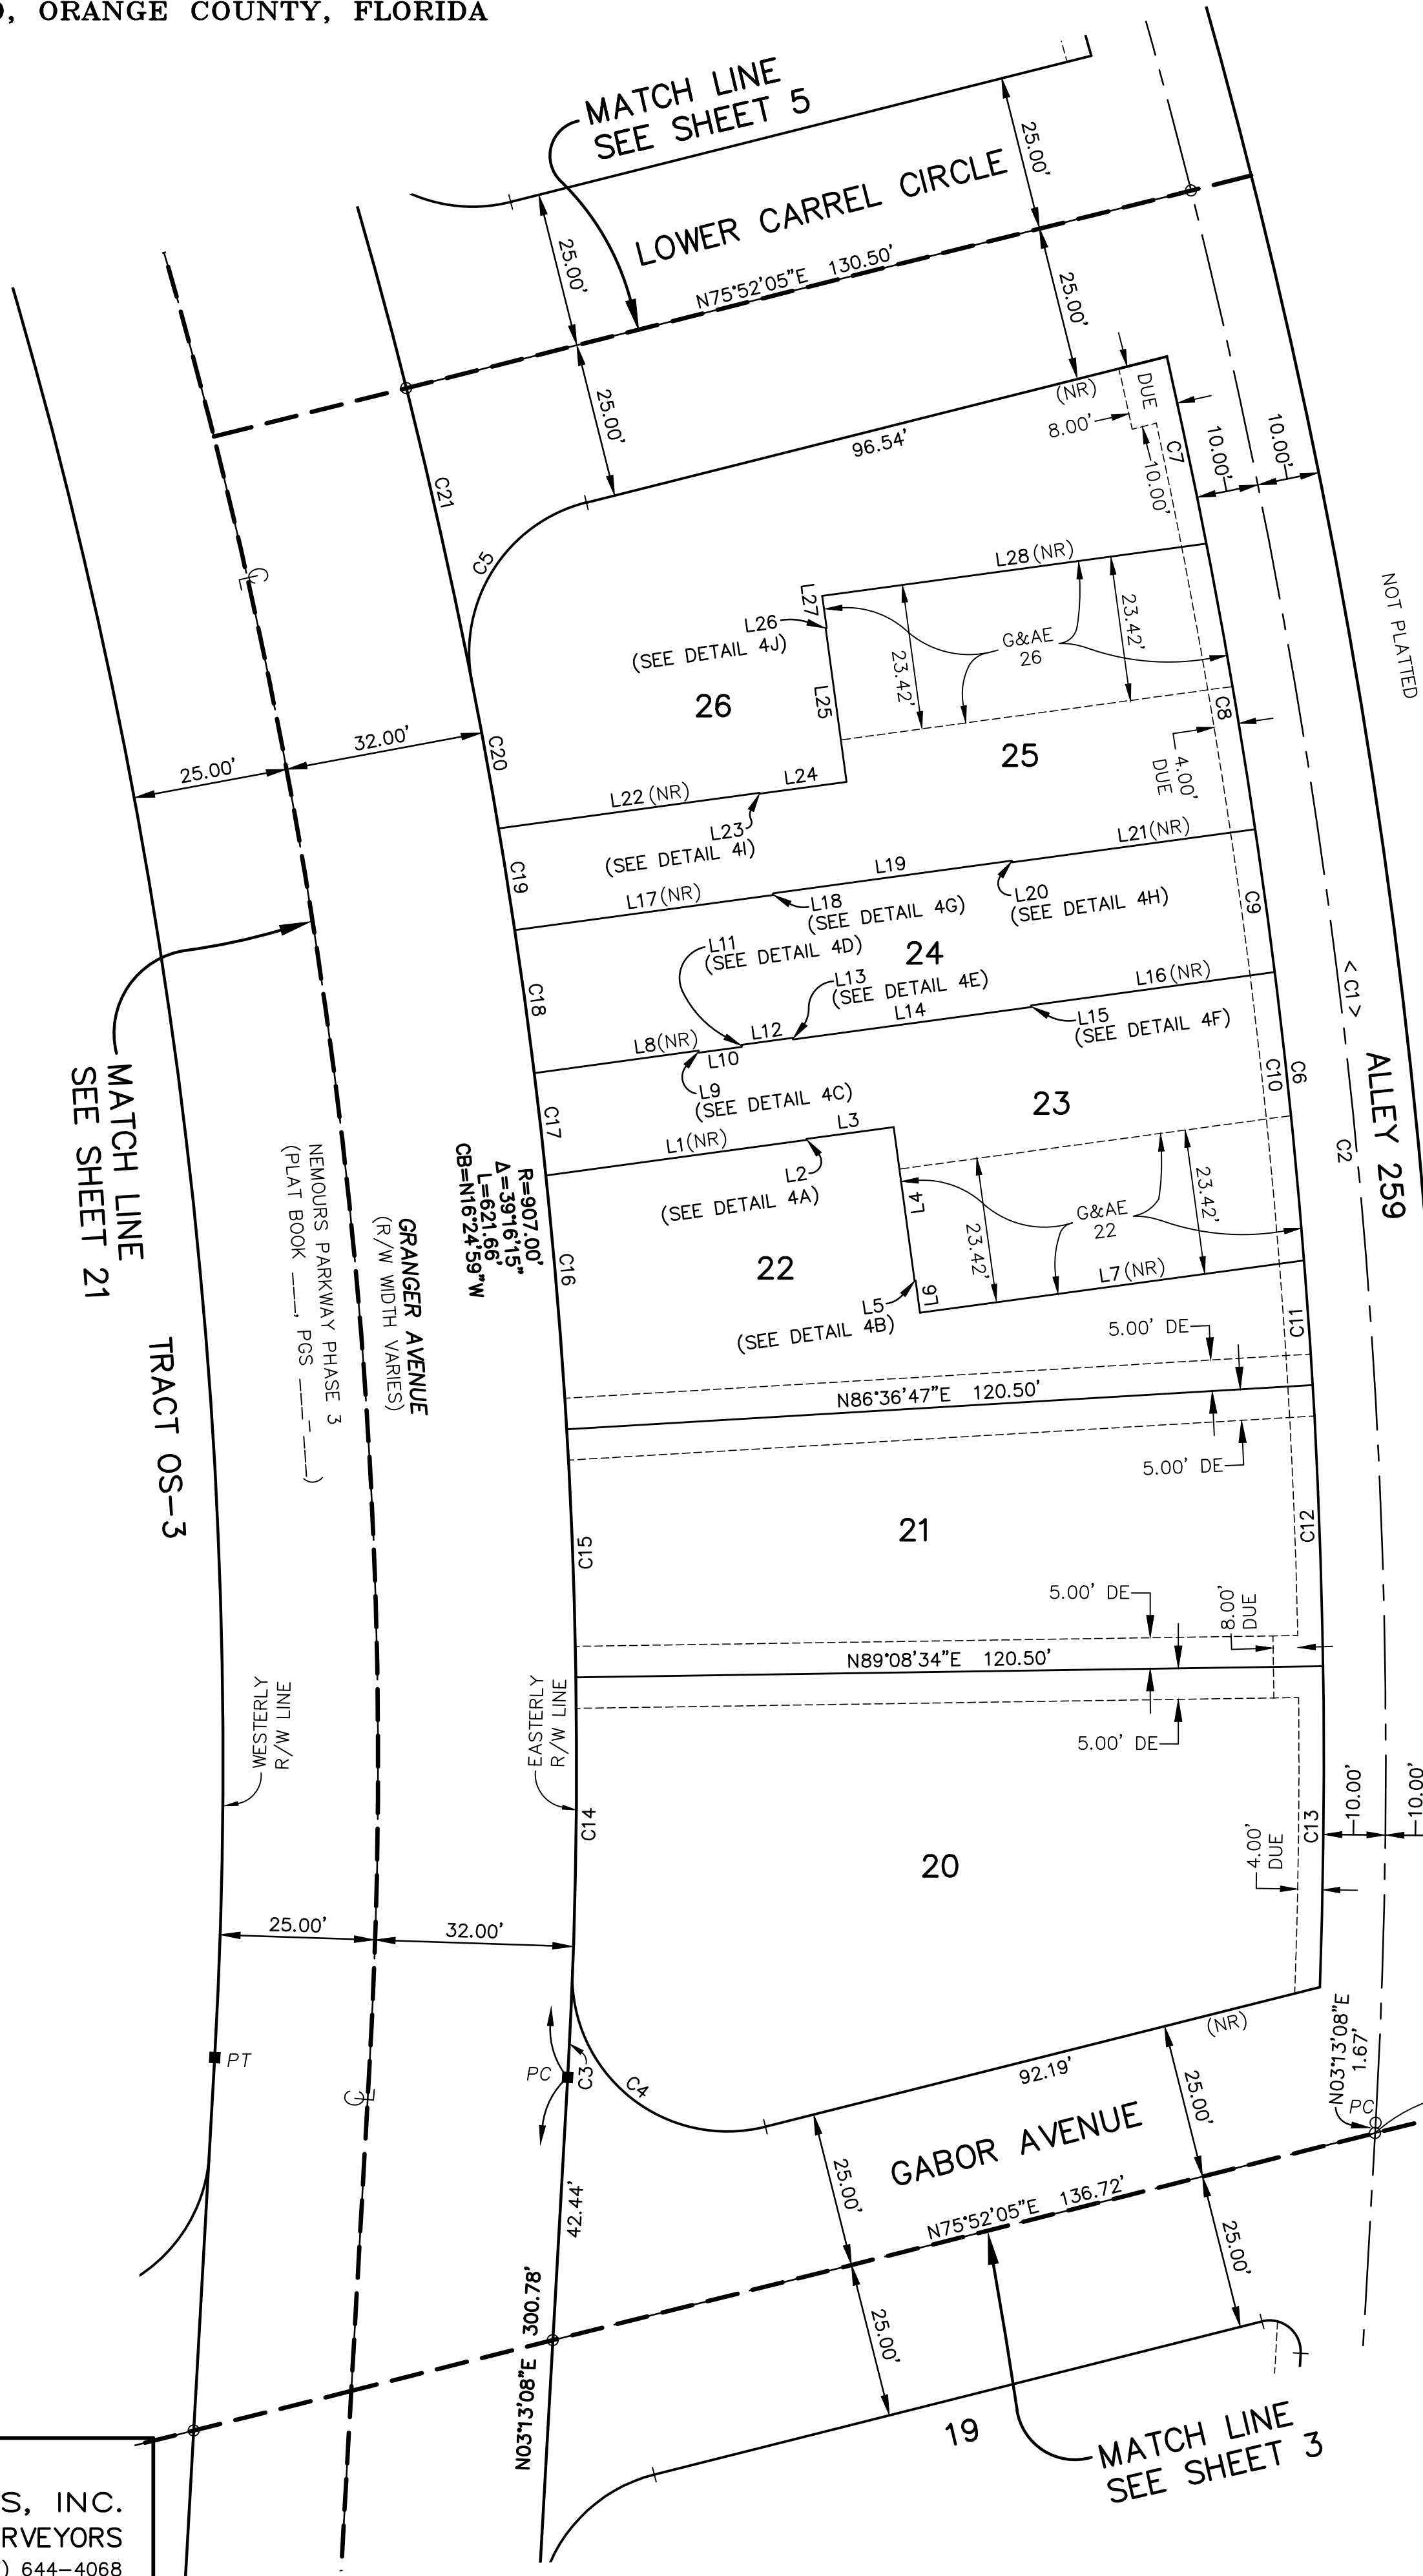 , ORANGE COUNTY, FLORIDA
MATCH LINE
SEE SHEET 5
25.00'
LOWER CARREL CIRCLE
25.00'
N75°52'05"E 130.50'
25.00'
25.00'
(NR)
DUE
8.00'
96.54'
C7
10.00'
10.00'
10.00'
C21
C5
NOT PLATTED
L28(NR)
L27
L26
(SEE DETAIL 4J)
23.42'
G&AE
26
23.42'
L25
26
C8
25
4.00'
DUE
C20
32.00'
25.00'
L24
L22(NR)
L23
(SEE DETAIL 4I)
C19
L21(NR)
L19
L17(NR)
L18
(SEE DETAIL 4G)
L20
(SEE DETAIL 4H)
C9
24
L11
(SEE DETAIL 4D)
L13
(SEE DETAIL 4E)
L16(NR)
<C1>
C18
L14
L12
L8(NR)
L10
L15
(SEE DETAIL 4F)
L9
(SEE DETAIL 4C)
C10
C6
ALLEY 259
23
L3
C17
L1(NR)
L2
(SEE DETAIL 4A)
C2
MATCH LINE
SEE SHEET 21
NEMOURS PARKWAY PHASE 3
(PLAT BOOK ___, PGS ___-___)
GRANGER AVENUE
(R/W WIDTH VARIES)
R=907.00'
Δ=39°16'15"
L=621.66'
CB=N16°24'59"W
L4
23.42'
G&AE
22
23.42'
C16
22
L7(NR)
L6
L5
(SEE DETAIL 4B)
C11
5.00' DE
N86°36'47"E 120.50'
5.00' DE
TRACT OS-3
C15
21
C12
5.00' DE
8.00'
DUE
N89°08'34"E 120.50'
5.00' DE
WESTERLY
R/W LINE
EASTERLY
R/W LINE
C14
C13
10.00'
10.00'
4.00'
DUE
20
25.00'
32.00'
PT
PC
C3
C4
(NR)
92.19'
N03°13'08"E
1.67'
PC
25.00'
GABOR AVENUE
25.00'
42.44'
N75°52'05"E 136.72'
25.00'
25.00'
N03°13'08"E 300.78'
19
MATCH LINE
SEE SHEET 3
S, INC.
RVEYORS
) 644-4068